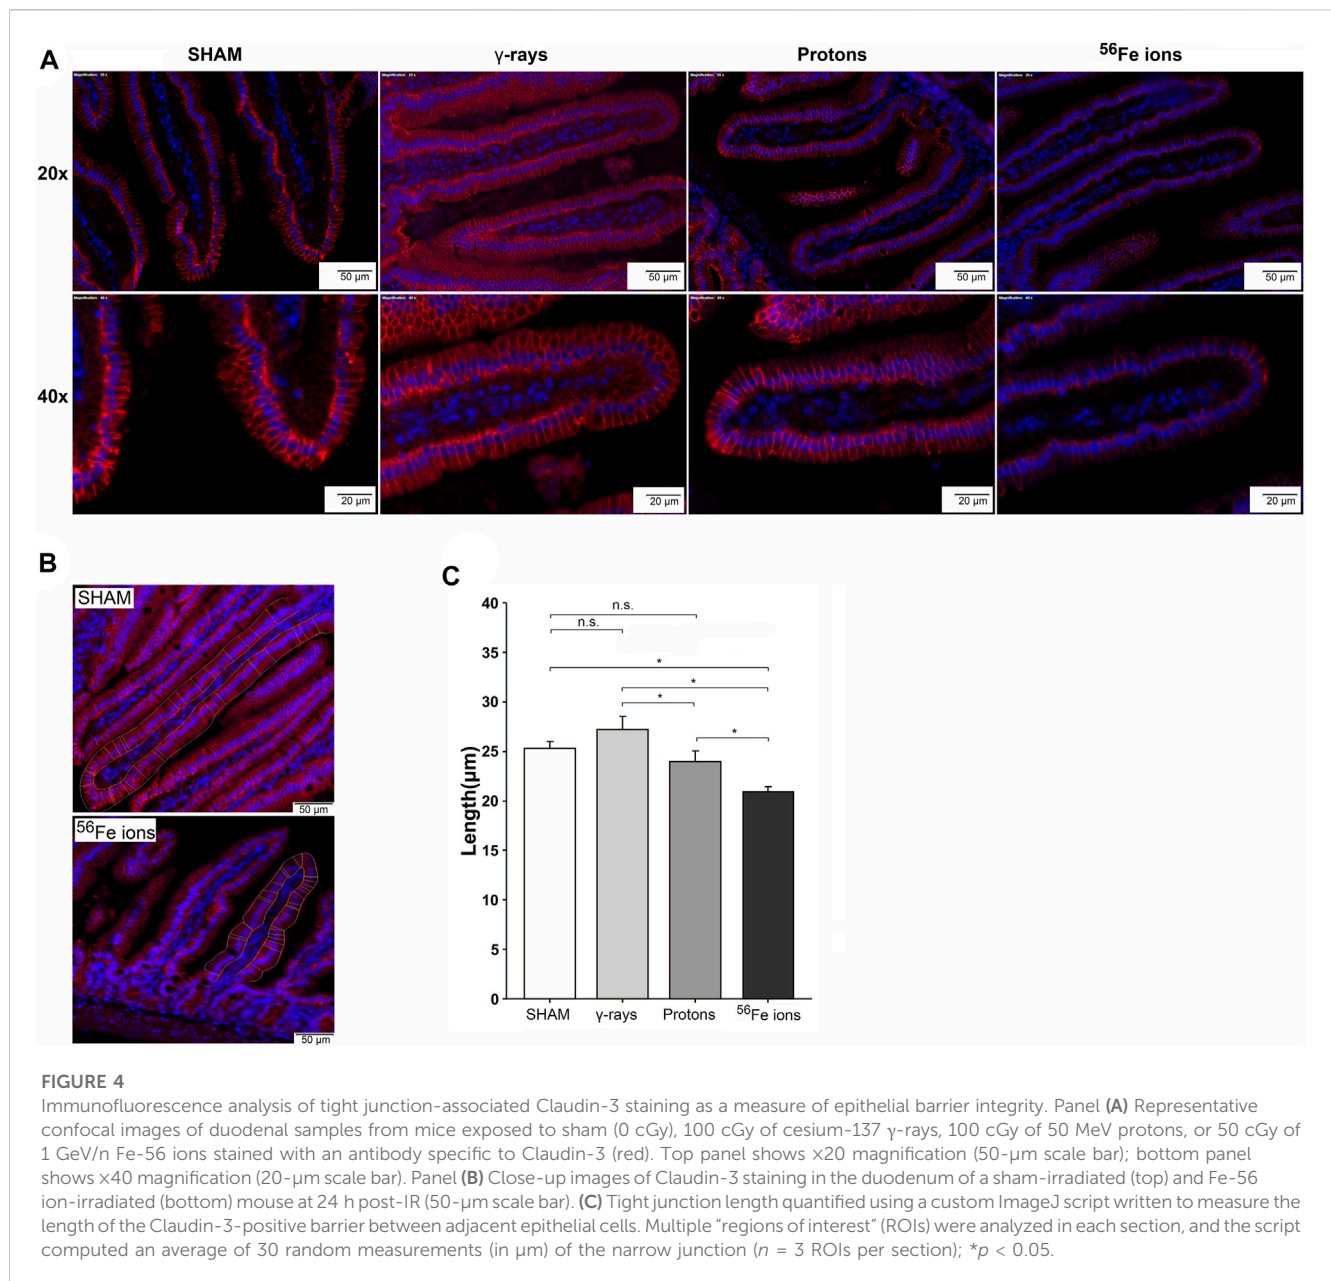 A
SHAM
γ-rays
Protons
56Fe ions
20x
50 µm
50 µm
50 µm
50 µm
40x
20 µm
20 µm
20 µm
20 µm
B
SHAM
50 µm
56Fe ions
50 µm
C
Length(µm)
40
35
30
25
20
15
10
5
0
n.s.
n.s.
*
*
*
*
SHAM
γ-rays
Protons
56Fe ions
FIGURE 4
Immunofluorescence analysis of tight junction-associated Claudin-3 staining as a measure of epithelial barrier integrity. Panel (A) Representative
confocal images of duodenal samples from mice exposed to sham (0 cGy), 100 cGy of cesium-137 γ-rays, 100 cGy of 50 MeV protons, or 50 cGy of
1 GeV/n Fe-56 ions stained with an antibody specific to Claudin-3 (red). Top panel shows ×20 magnification (50-µm scale bar); bottom panel
shows ×40 magnification (20-µm scale bar). Panel (B) Close-up images of Claudin-3 staining in the duodenum of a sham-irradiated (top) and Fe-56
ion-irradiated (bottom) mouse at 24 h post-IR (50-µm scale bar). (C) Tight junction length quantified using a custom ImageJ script written to measure the
length of the Claudin-3-positive barrier between adjacent epithelial cells. Multiple "regions of interest" (ROIs) were analyzed in each section, and the script
computed an average of 30 random measurements (in µm) of the narrow junction (n = 3 ROIs per section); *p < 0.05.